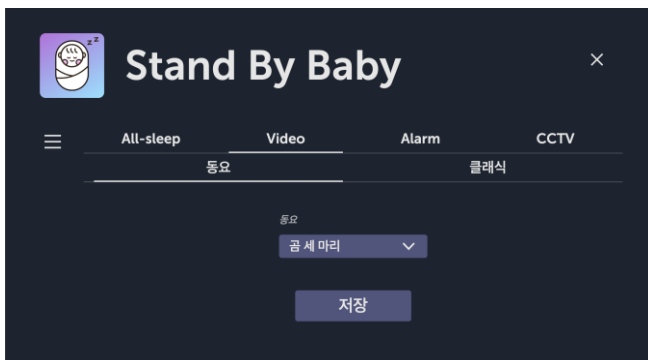 zz
Stand By Baby
All-sleep Video Alarm CCTV
동요 클래식
동요
곰 세 마리
저장